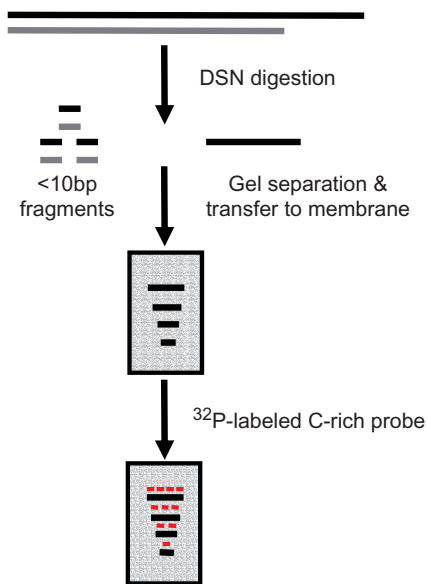 DSN digestion
<10bp
fragments
Gel separation &
transfer to membrane
³²P-labeled C-rich probe